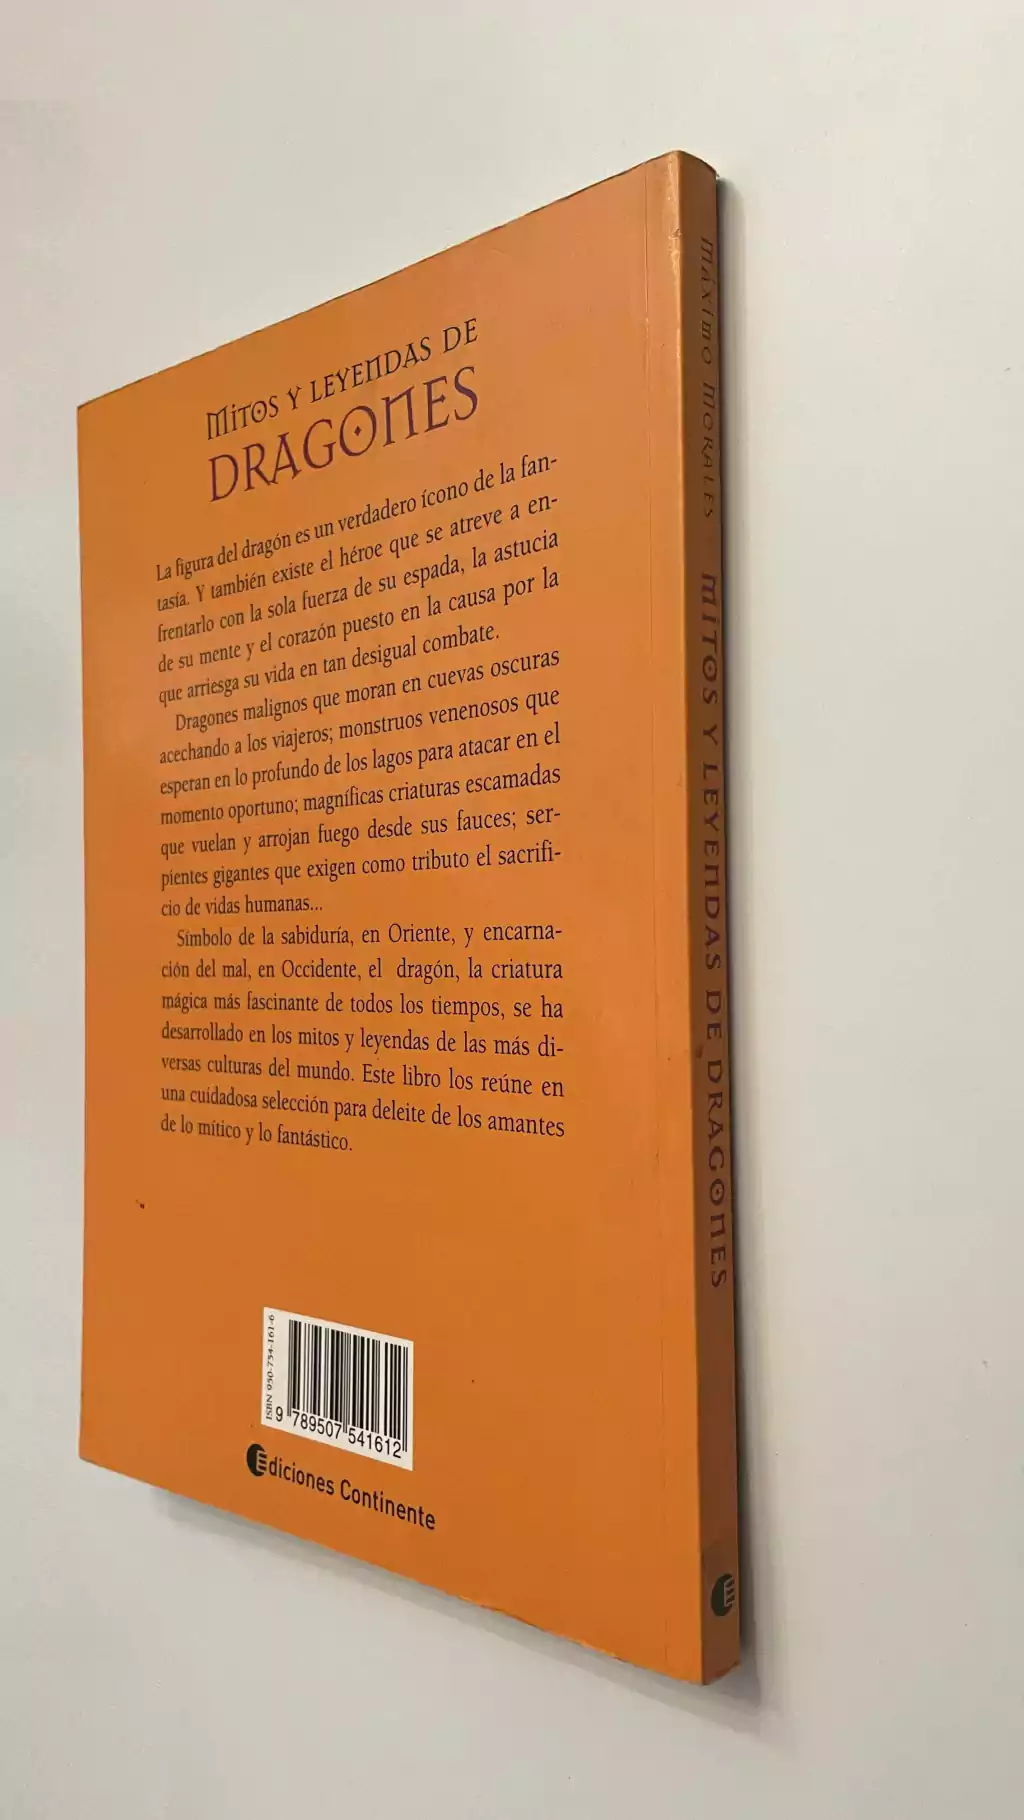 MITOS Y LEYENDAS DE
DRAGONES
La figura del dragón es un verdadero ícono de la fan-
tasía. Y también existe el héroe que se atreve a en-
frentarlo con la sola fuerza de su espada, la astucia
de su mente y el corazón puesto en la causa por la
que arriesga su vida en tan desigual combate.
Dragones malignos que moran en cuevas oscuras
acechando a los viajeros; monstruos venenosos que
esperan en lo profundo de los lagos para atacar en el
momento oportuno; magníficas criaturas escamadas
que vuelan y arrojan fuego desde sus fauces; ser-
pientes gigantes que exigen como tributo el sacrifi-
cio de vidas humanas...
Símbolo de la sabiduría, en Oriente, y encarna-
ción del mal, en Occidente, el dragón, la criatura
mágica más fascinante de todos los tiempos, se ha
desarrollado en los mitos y leyendas de las más di-
versas culturas del mundo. Este libro los reúne en
una cuidadosa selección para deleite de los amantes
de lo mítico y lo fantástico.
ISBN 950-754-161-6
9 789507 541612
Ediciones Continente
MÁXIMO MORALES MITOS Y LEYENDAS DE DRAGONES